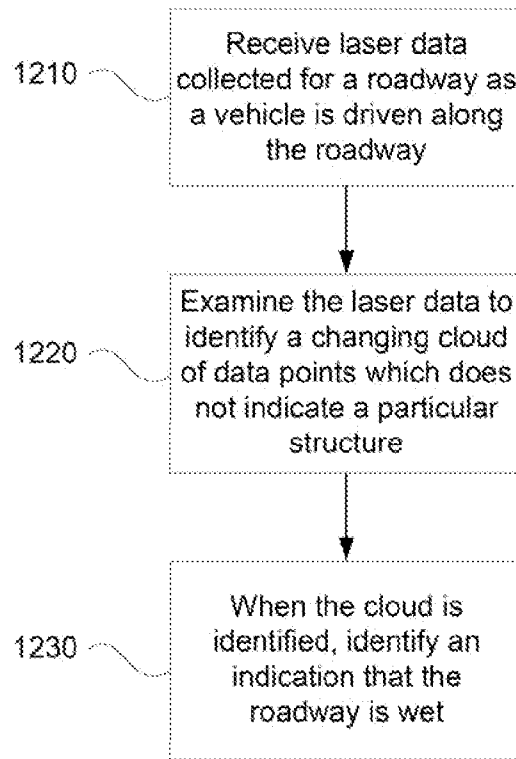 1210
Receive laser data
collected for a roadway as
a vehicle is driven along
the roadway
1220
Examine the laser data to
identify a changing cloud
of data points which does
not indicate a particular
structure
1230
When the cloud is
identified, identify an
indication that the
roadway is wet